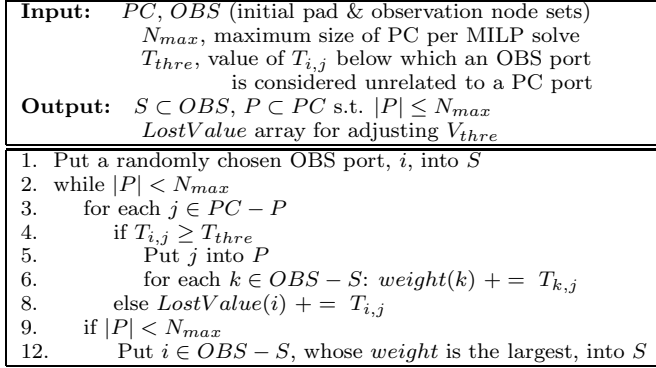 Input: PC, OBS (initial pad & observation node sets)
N_max, maximum size of PC per MILP solve
T_thre, value of T_i,j below which an OBS port
is considered unrelated to a PC port
Output: S ⊂ OBS, P ⊂ PC s.t. |P| ≤ N_max
LostValue array for adjusting V_thre
1. Put a randomly chosen OBS port, i, into S
2. while |P| < N_max
3. for each j ∈ PC − P
4. if T_i,j ≥ T_thre
5. Put j into P
6. for each k ∈ OBS − S: weight(k) + = T_k,j
8. else LostValue(i) + = T_i,j
9. if |P| < N_max
12. Put i ∈ OBS − S, whose weight is the largest, into S